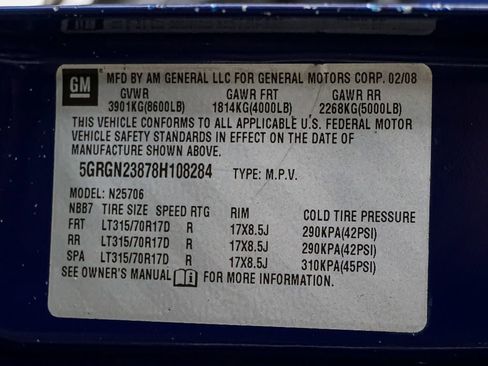 GM
MFD BY AM GENERAL LLC FOR GENERAL MOTORS CORP. 02/08
GVWR GAWR FRT GAWR RR
3901KG(8600LB) 1814KG(4000LB) 2268KG(5000LB)
THIS VEHICLE CONFORMS TO ALL APPLICABLE U.S. FEDERAL MOTOR
VEHICLE SAFETY STANDARDS IN EFFECT ON THE DATE OF
MANUFACTURE SHOWN ABOVE.
5GRGN23878H108284 TYPE: M.P.V.
MODEL: N25706
NBB7 TIRE SIZE SPEED RTG RIM COLD TIRE PRESSURE
FRT LT315/70R17D R 17X8.5J 290KPA(42PSI)
RR LT315/70R17D R 17X8.5J 290KPA(42PSI)
SPA LT315/70R17D R 17X8.5J 310KPA(45PSI)
SEE OWNER'S MANUAL FOR MORE INFORMATION.